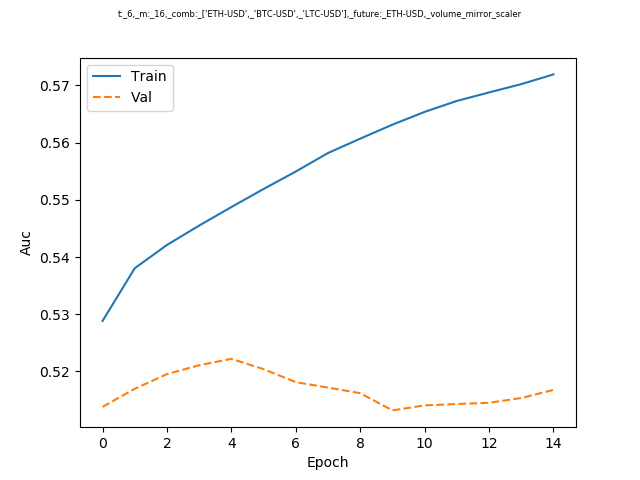 t:_6,_m:_16,_comb:_['ETH-USD',_'BTC-USD',_'LTC-USD'],_future:_ETH-USD,_volume_mirror_scaler
Train
Val
0.57
0.56
0.55
0.54
0.53
0.52
Auc
0 2 4 6 8 10 12 14
Epoch